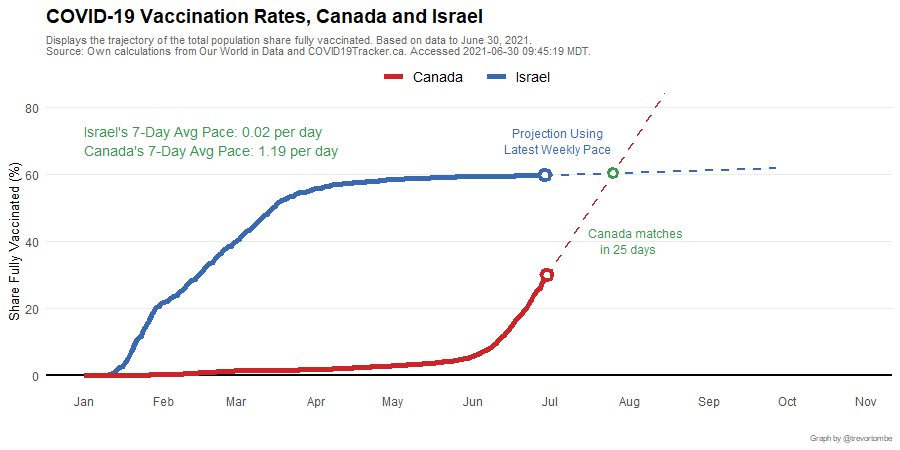 COVID-19 Vaccination Rates, Canada and Israel
Displays the trajectory of the total population share fully vaccinated. Based on data to June 30, 2021.
Source: Own calculations from Our World in Data and COVID19Tracker.ca. Accessed 2021-06-30 09:45:19 MDT.
Canada Israel
Share Fully Vaccinated (%)
80
60
40
20
0
Israel's 7-Day Avg Pace: 0.02 per day
Canada's 7-Day Avg Pace: 1.19 per day
Projection Using
Latest Weekly Pace
Canada matches
in 25 days
Jan Feb Mar Apr May Jun Jul Aug Sep Oct Nov
Graph by @trevortombe